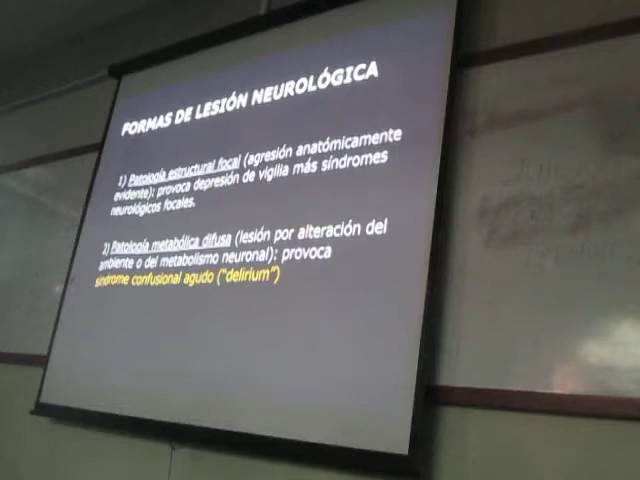 FORMAS DE LESIÓN NEUROLÓGICA
1) Patología estructural focal (agresión anatómicamente
evidente): provoca depresión de vigilia más síndromes
neurológicos focales.
2) Patología metabólica difusa (lesión por alteración del
ambiente o del metabolismo neuronal): provoca
síndrome confusional agudo ("delirium")